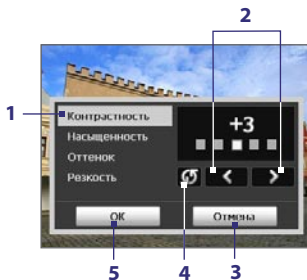 2
1
Контрастность
+3
Насыщенность
Оттенок
Резкость
OK
Отмена
5
4
3